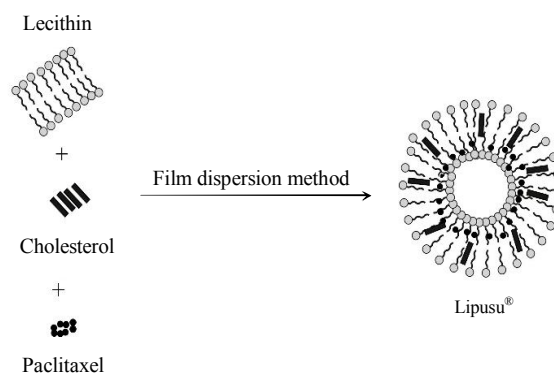 Lecithin
+
Film dispersion method
Cholesterol
+
Lipusu®
Paclitaxel